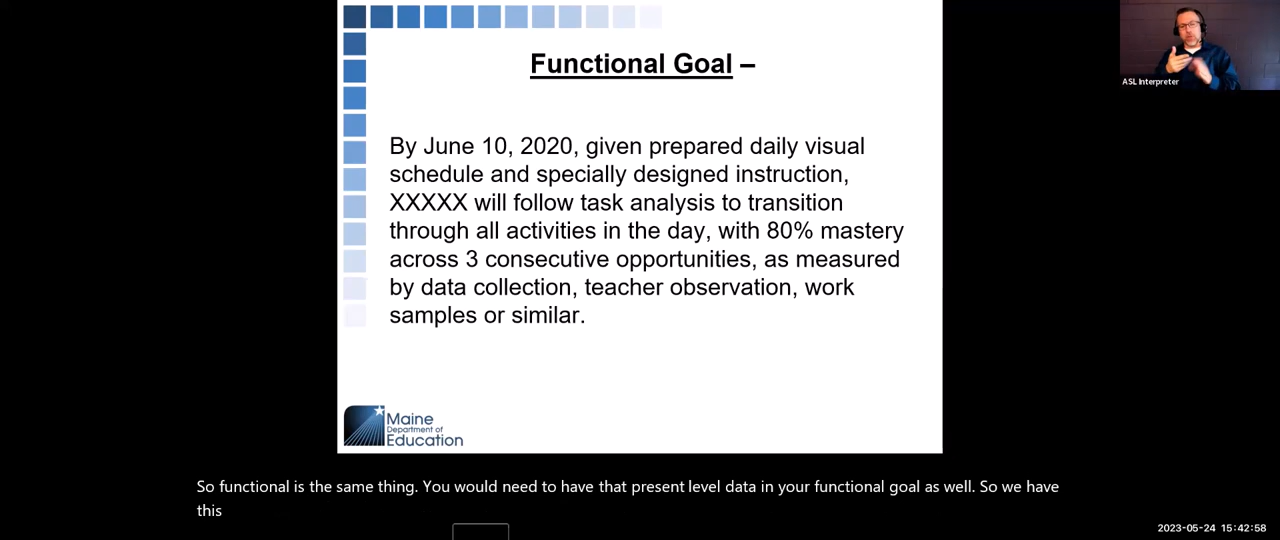 Functional Goal –
ASL Interpreter
By June 10, 2020, given prepared daily visual
schedule and specially designed instruction,
XXXXX will follow task analysis to transition
through all activities in the day, with 80% mastery
across 3 consecutive opportunities, as measured
by data collection, teacher observation, work
samples or similar.
Maine
Department of
Education
So functional is the same thing. You would need to have that present level data in your functional goal as well. So we have
this
2023-05-24 15:42:58